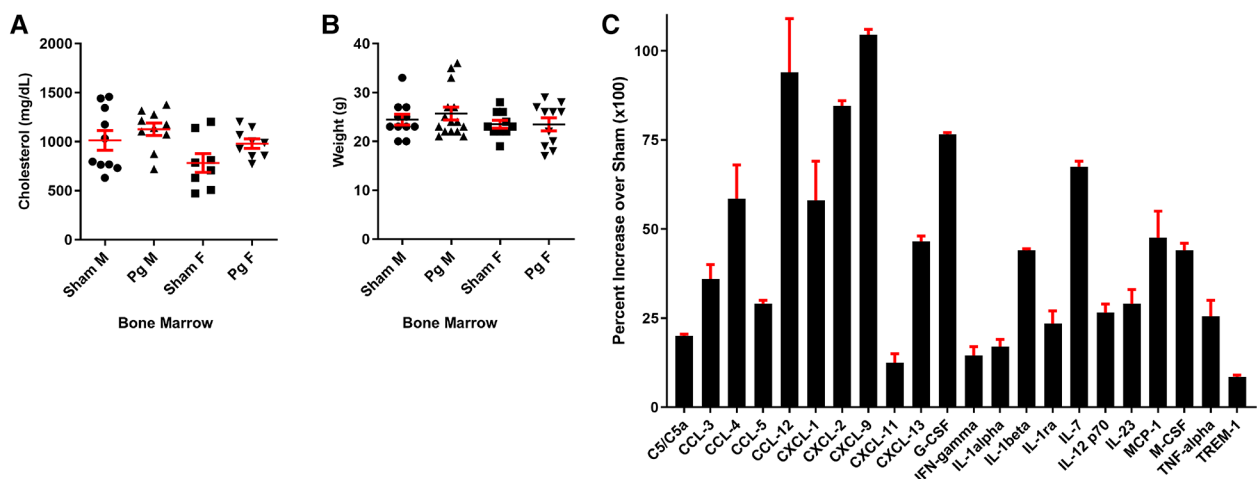 A
Cholesterol (mg/dL)
2000
1500
1000
500
0
Sham M
Pg M
Sham F
Pg F
Bone Marrow
B
Weight (g)
40
30
20
10
0
Sham M
Pg M
Sham F
Pg F
Bone Marrow
C
Percent Increase over Sham (x100)
100
75
50
25
0
C5/C5a
CCL-3
CCL-4
CCL-5
CCL-12
CXCL-1
CXCL-2
CXCL-9
CXCL-11
CXCL-13
G-CSF
IFN-gamma
IL-1alpha
IL-1beta
IL-1ra
IL-7
IL-12 p70
IL-23
MCP-1
M-CSF
TNF-alpha
TREM-1